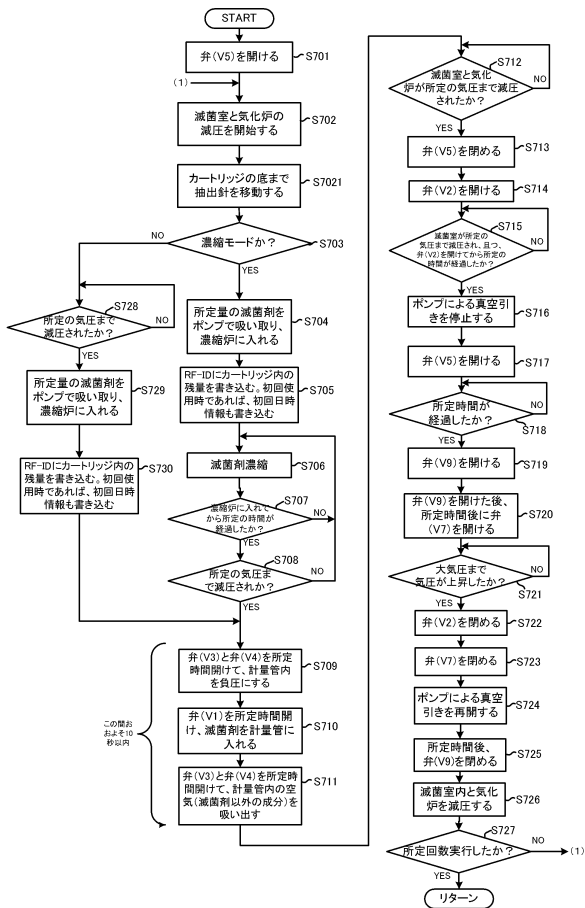 START
弁(V5)を開ける
S701
(1)
滅菌室と気化炉の
減圧を開始する
S702
カートリッジの底まで
抽出針を移動する
S7021
濃縮モードか？
S703
NO
YES
S728
所定の気圧まで
減圧されたか？
NO
YES
所定量の滅菌剤を
ポンプで吸い取り、
濃縮炉に入れる
S729
RF-IDにカートリッジ内の
残量を書き込む。初回使
用時であれば、初回日時
情報も書き込む
S730
所定量の滅菌剤を
ポンプで吸い取り、
濃縮炉に入れる
S704
RF-IDにカートリッジ内の
残量を書き込む。初回使
用時であれば、初回日時
情報も書き込む
S705
滅菌剤濃縮
S706
S707
濃縮炉に入れて
から所定の時間が
経過したか？
NO
YES
S708
所定の気圧ま
で減圧されたか？
NO
YES
弁(V3)と弁(V4)を所定
時間開けて、計量管内
を負圧にする
S709
弁(V1)を所定時間開
け、滅菌剤を計量管に
入れる
S710
弁(V3)と弁(V4)を所定時
間開けて、計量管内の空
気(滅菌剤以外の成分)を
吸い出す
S711
この間お
およそ10
秒以内
S712
滅菌室と気化
炉が所定の気圧まで減圧
されたか？
NO
YES
弁(V5)を閉める
S713
弁(V2)を開ける
S714
S715
滅菌室が所定の
気圧まで減圧され、且つ、
弁(V2)を開けてから所定の
時間が経過したか？
NO
YES
ポンプによる真空引
きを停止する
S716
弁(V5)を開ける
S717
所定時間が
経過したか？
NO
S718
YES
弁(V9)を開ける
S719
弁(V9)を開けた後、
所定時間後に弁
(V7)を開ける
S720
大気圧まで
気圧が上昇したか？
NO
S721
YES
弁(V2)を閉める
S722
弁(V7)を閉める
S723
ポンプによる真空
引きを再開する
S724
所定時間後、
弁(V9)を閉める
S725
滅菌室内と気化
炉を減圧する
S726
S727
所定回数実行したか？
NO
(1)
YES
リターン